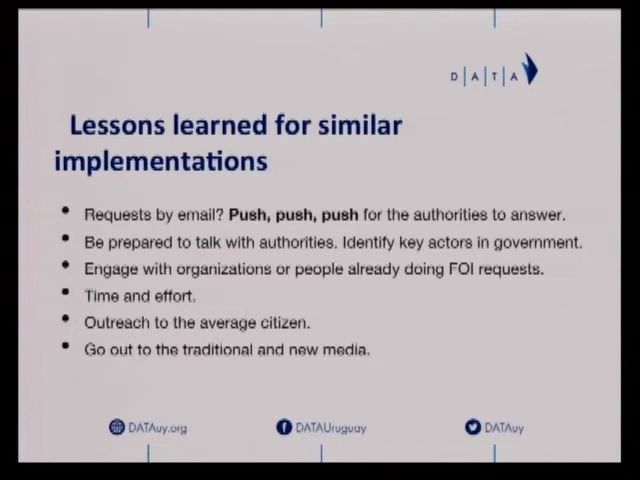 D|A|T|A
Lessons learned for similar
implementations
• Requests by email? Push, push, push for the authorities to answer.
• Be prepared to talk with authorities. Identify key actors in government.
• Engage with organizations or people already doing FOI requests.
• Time and effort.
• Outreach to the average citizen.
• Go out to the traditional and new media.
DATAuy.org DATAUruguay DATAuy